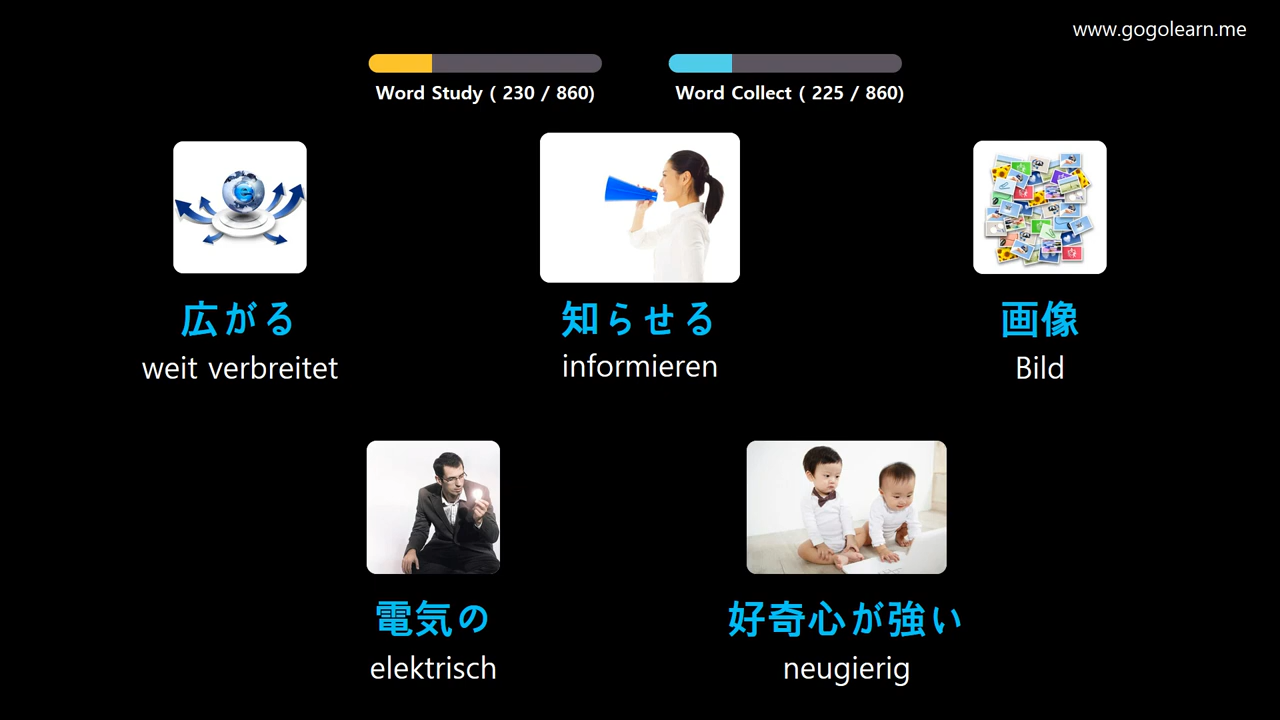 www.gogolearn.me
Word Study ( 230 / 860)
Word Collect ( 225 / 860)
広がる
weit verbreitet
知らせる
informieren
画像
Bild
電気の
elektrisch
好奇心が強い
neugierig